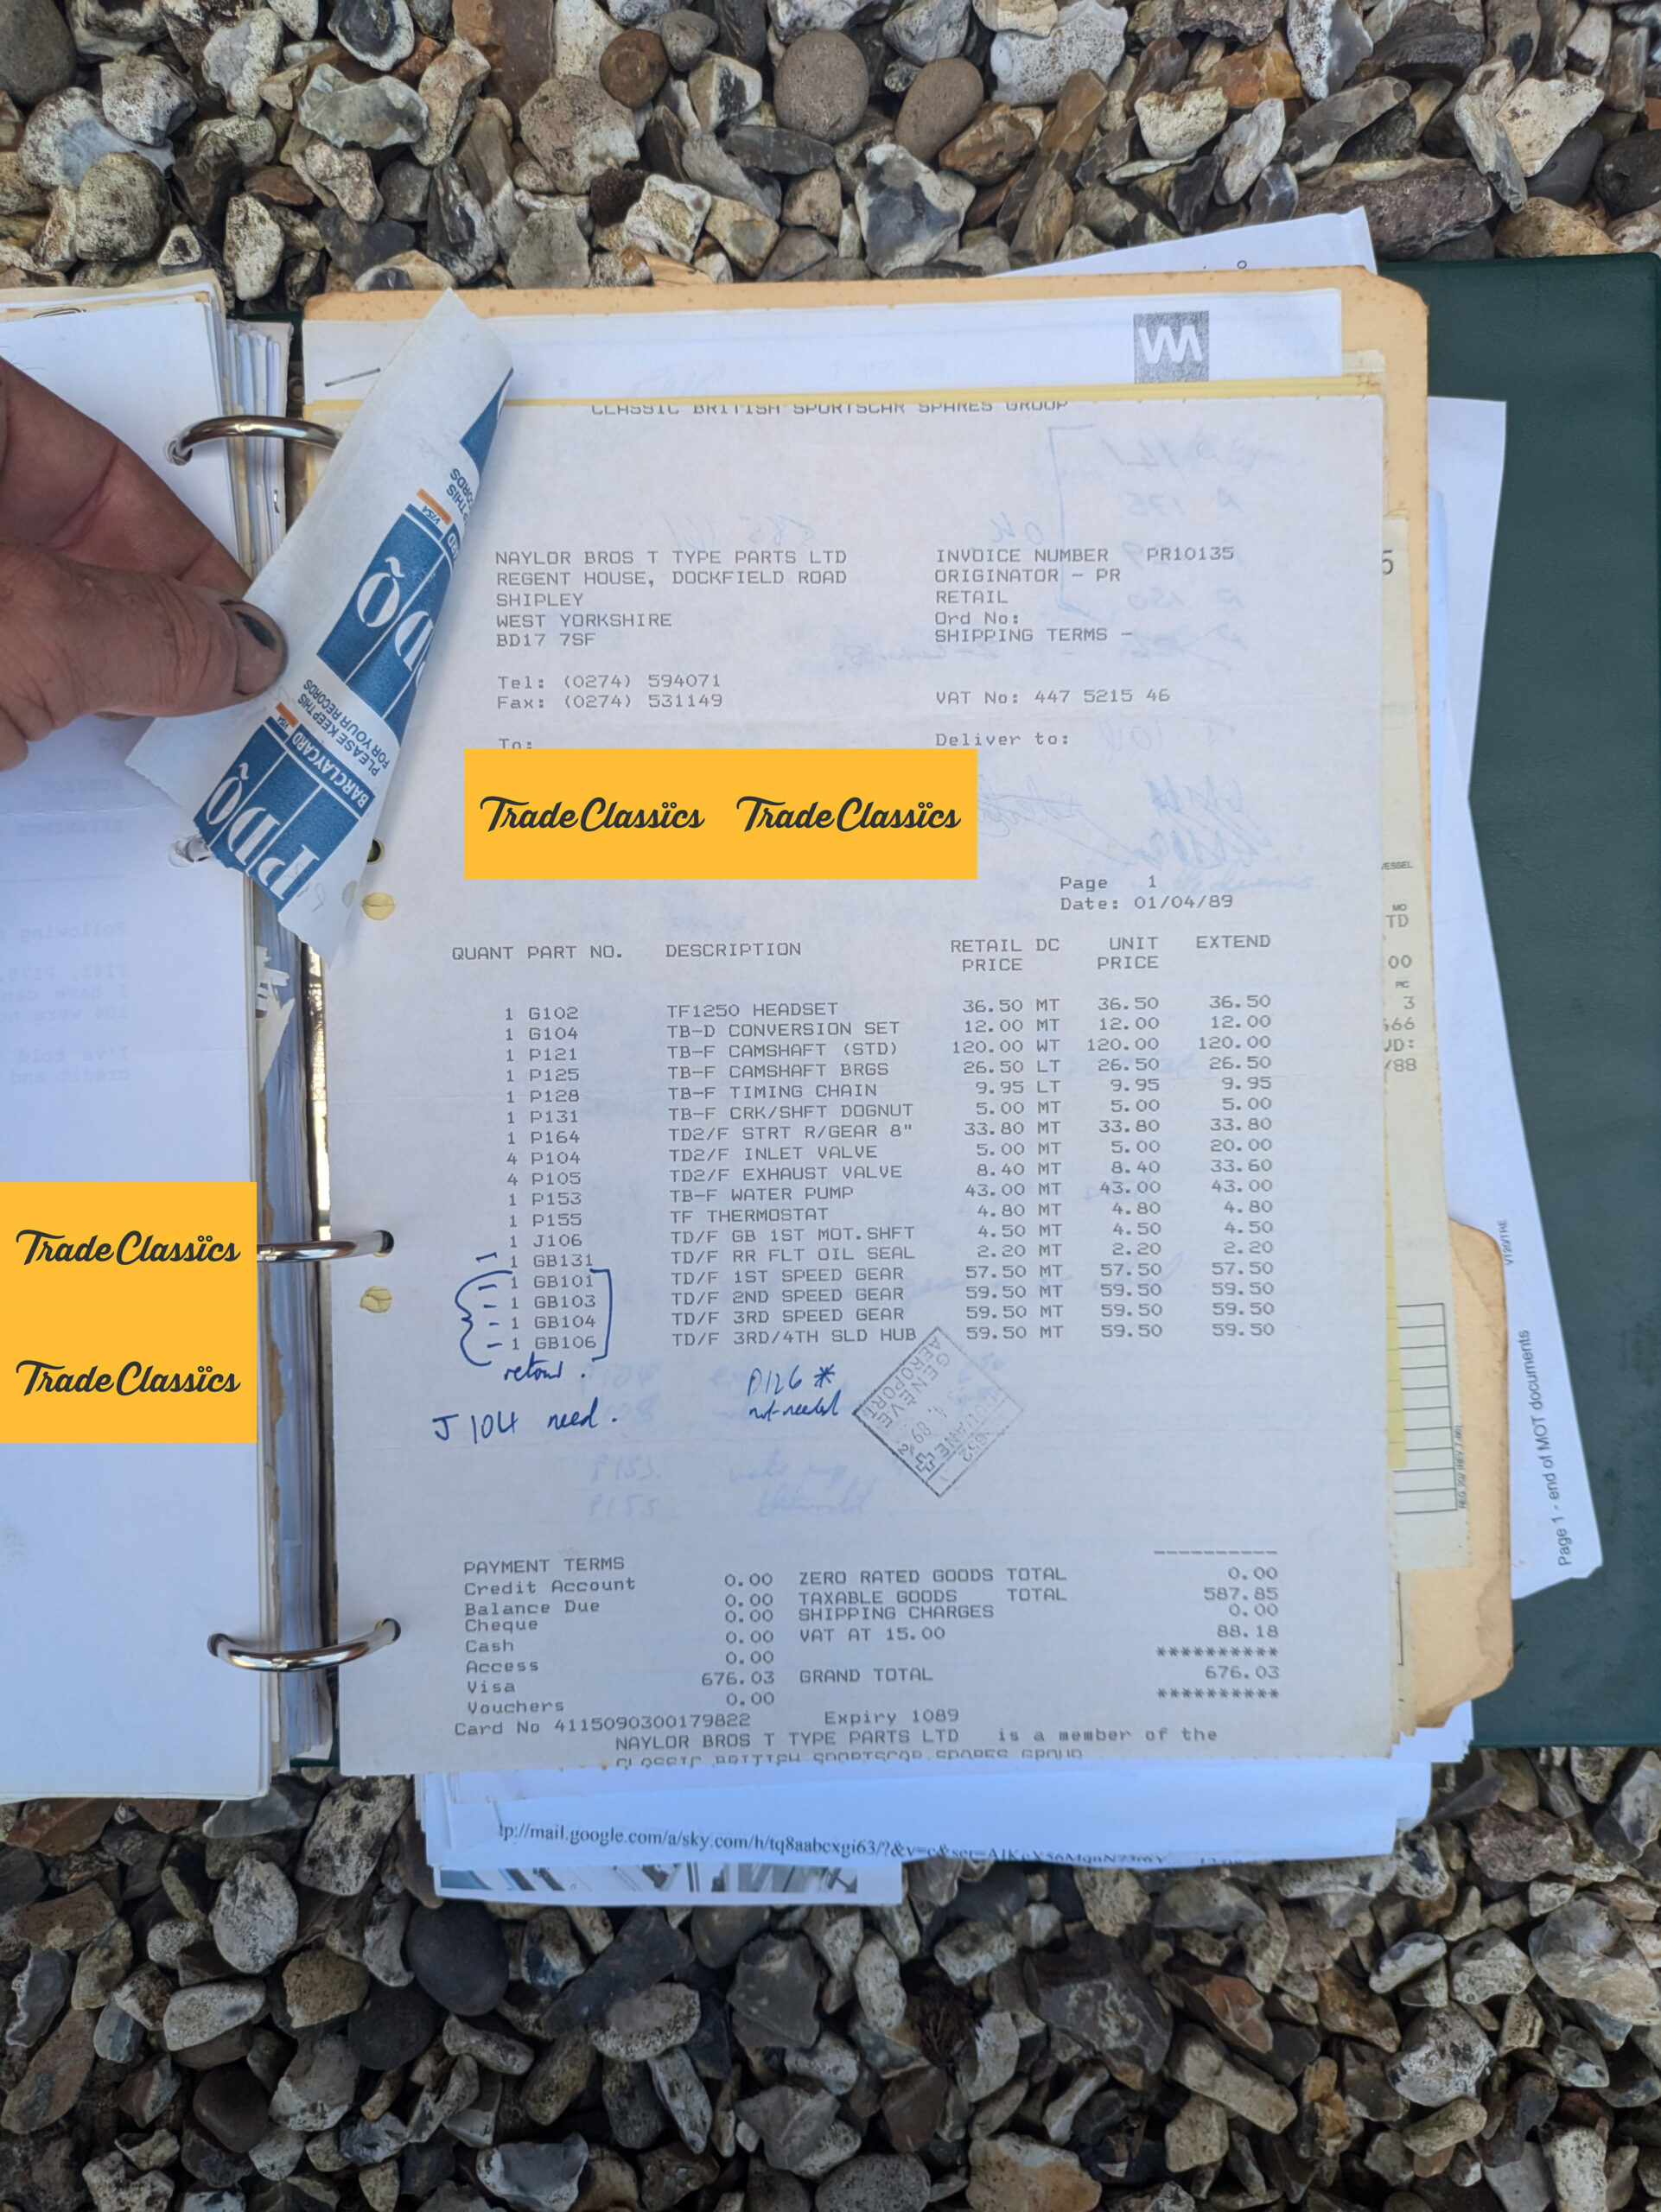 CLASSIC BRITISH SPORTSCAR SPARES GROUP
NAYLOR BROS T TYPE PARTS LTD
REGENT HOUSE, DOCKFIELD ROAD
SHIPLEY
WEST YORKSHIRE
BD17 7SF
INVOICE NUMBER PR10135
ORIGINATOR - PR
RETAIL
Ord No:
SHIPPING TERMS -
Tel: (0274) 594071
Fax: (0274) 531149
VAT No: 447 5215 46
To:
Deliver to:
Trade Classïcs Trade Classïcs
Page 1
Date: 01/04/89
QUANT PART NO. DESCRIPTION RETAIL PRICE DC UNIT PRICE EXTEND
1 G102 TF1250 HEADSET 36.50 MT 36.50 36.50
1 G104 TB-D CONVERSION SET 12.00 MT 12.00 12.00
1 P121 TB-F CAMSHAFT (STD) 120.00 WT 120.00 120.00
1 P125 TB-F CAMSHAFT BRGS 26.50 LT 26.50 26.50
1 P128 TB-F TIMING CHAIN 9.95 LT 9.95 9.95
1 P131 TB-F CRK/SHFT DOGNUT 5.00 MT 5.00 5.00
1 P164 TD2/F STRT R/GEAR 8" 33.80 MT 33.80 33.80
4 P104 TD2/F INLET VALVE 5.00 MT 5.00 20.00
4 P105 TD2/F EXHAUST VALVE 8.40 MT 8.40 33.60
1 P153 TB-F WATER PUMP 43.00 MT 43.00 43.00
1 P155 TF THERMOSTAT 4.80 MT 4.80 4.80
1 J106 TD/F GB 1ST MOT.SHFT 4.50 MT 4.50 4.50
1 GB131 TD/F RR FLT OIL SEAL 2.20 MT 2.20 2.20
1 GB101 TD/F 1ST SPEED GEAR 57.50 MT 57.50 57.50
1 GB103 TD/F 2ND SPEED GEAR 59.50 MT 59.50 59.50
1 GB104 TD/F 3RD SPEED GEAR 59.50 MT 59.50 59.50
1 GB106 TD/F 3RD/4TH SLD HUB 59.50 MT 59.50 59.50
retour.
P126 *
not-needed
J 104 need.
GENÈVE
AEROPORT
PAYMENT TERMS
Credit Account 0.00 ZERO RATED GOODS TOTAL 0.00
Balance Due 0.00 TAXABLE GOODS TOTAL 587.85
Cheque 0.00 SHIPPING CHARGES 0.00
Cash 0.00 VAT AT 15.00 88.18
Access 0.00 **********
Visa 676.03 GRAND TOTAL 676.03
Vouchers 0.00 **********
Card No 4115090300179822 Expiry 1089
NAYLOR BROS T TYPE PARTS LTD is a member of the
CLASSIC BRITISH SPORTSCAR SPARES GROUP
BARCLAYCARD
PLEASE KEEP THIS
FOR YOUR RECORDS
VISA
Trade Classïcs
Trade Classïcs
Page 1 - end of MOT documents